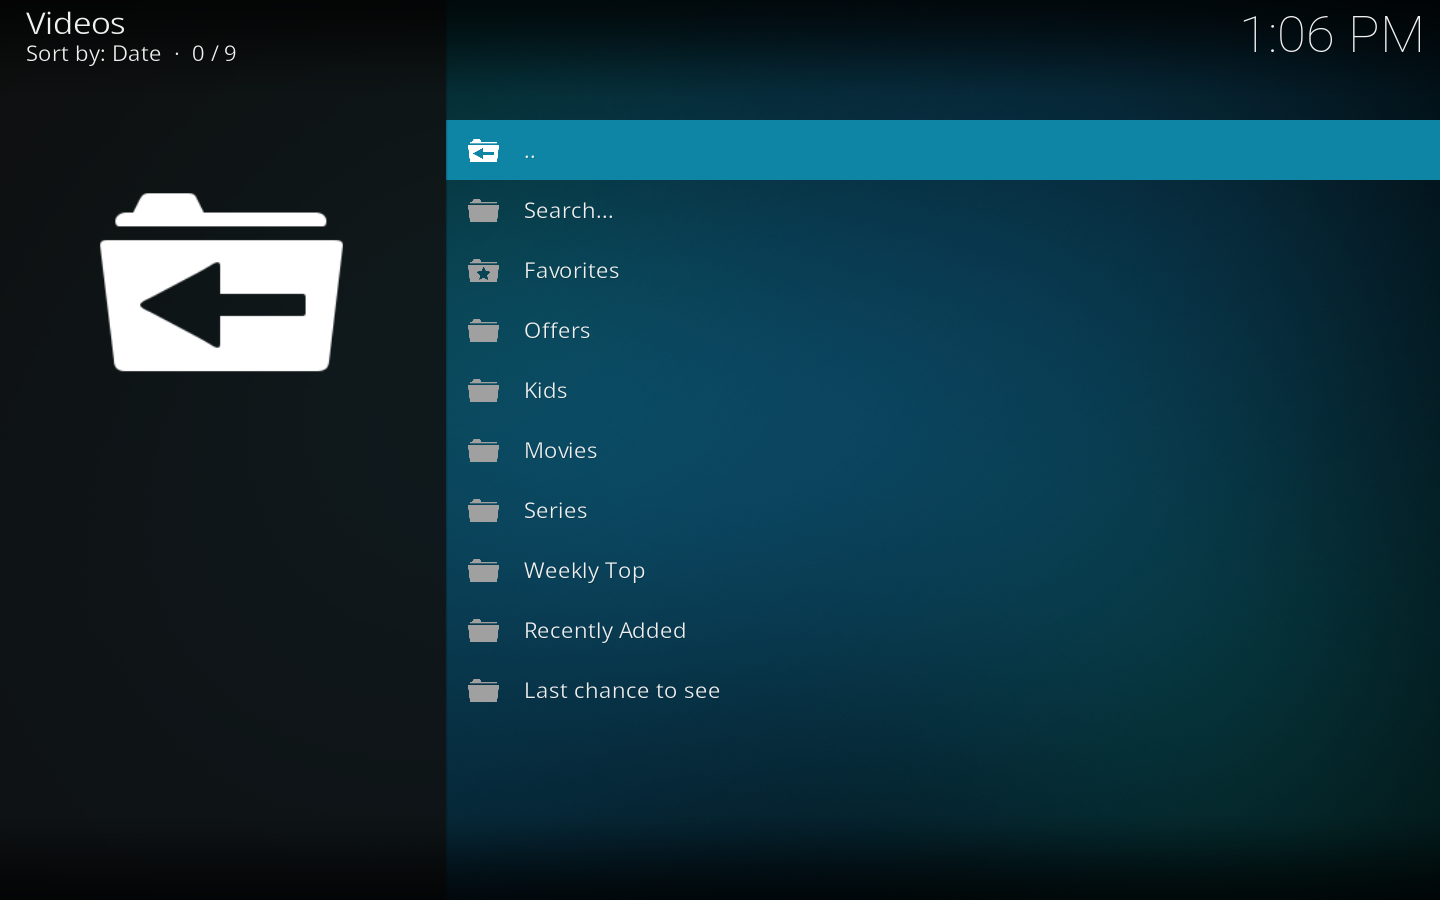 Videos
Sort by: Date · 0 / 9
1:06 PM
..
Search...
Favorites
Offers
Kids
Movies
Series
Weekly Top
Recently Added
Last chance to see